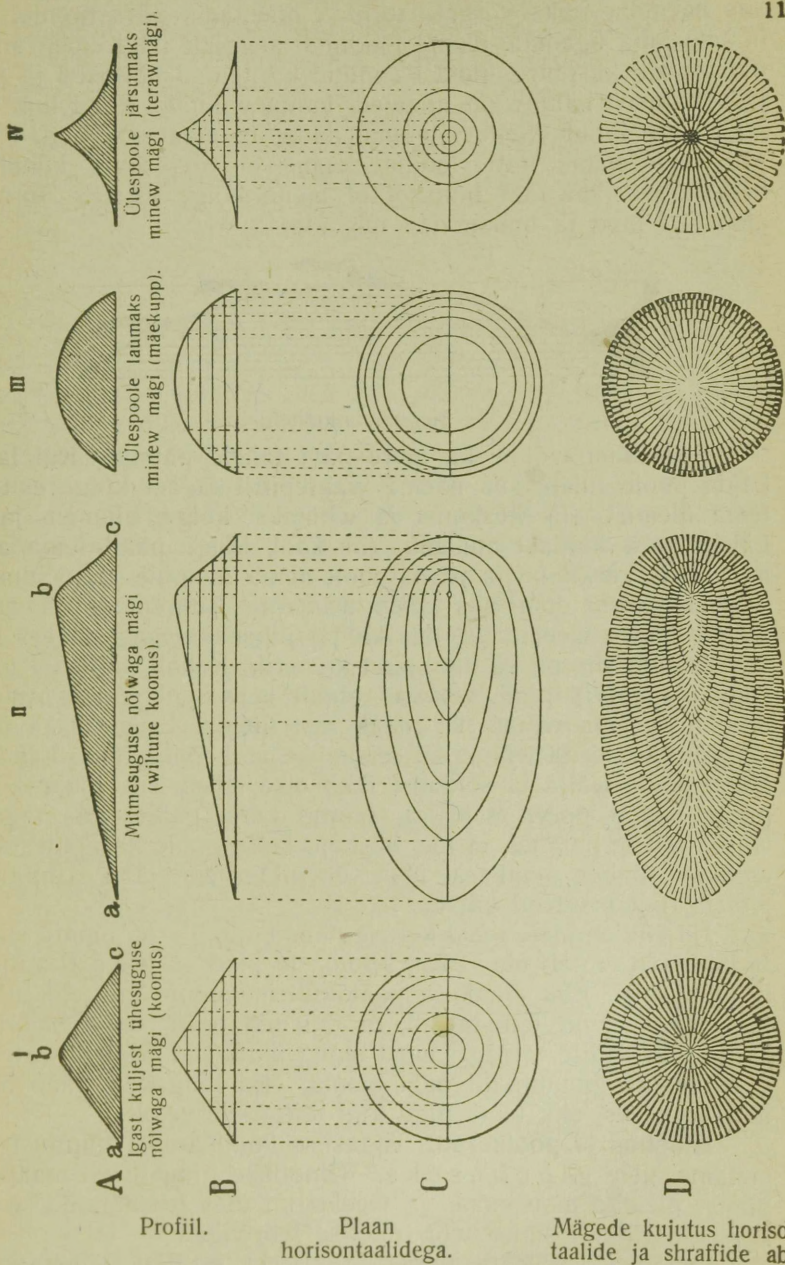 11
I
b
a
c
Igast küljest ühesuguse
nõlwaga mägi (koonus).
II
b
a
c
Mitmesuguse nõlwaga mägi
(wiltune koonus).
III
Ülespoole laumaks
minew mägi (mäekupp).
IV
Ülespoole järsumaks
minew mägi (terawmägi).
A
B
C
D
Profiil.
Plaan
horisontaalidega.
Mägede kujutus horiso
taalide ja shraffide ab